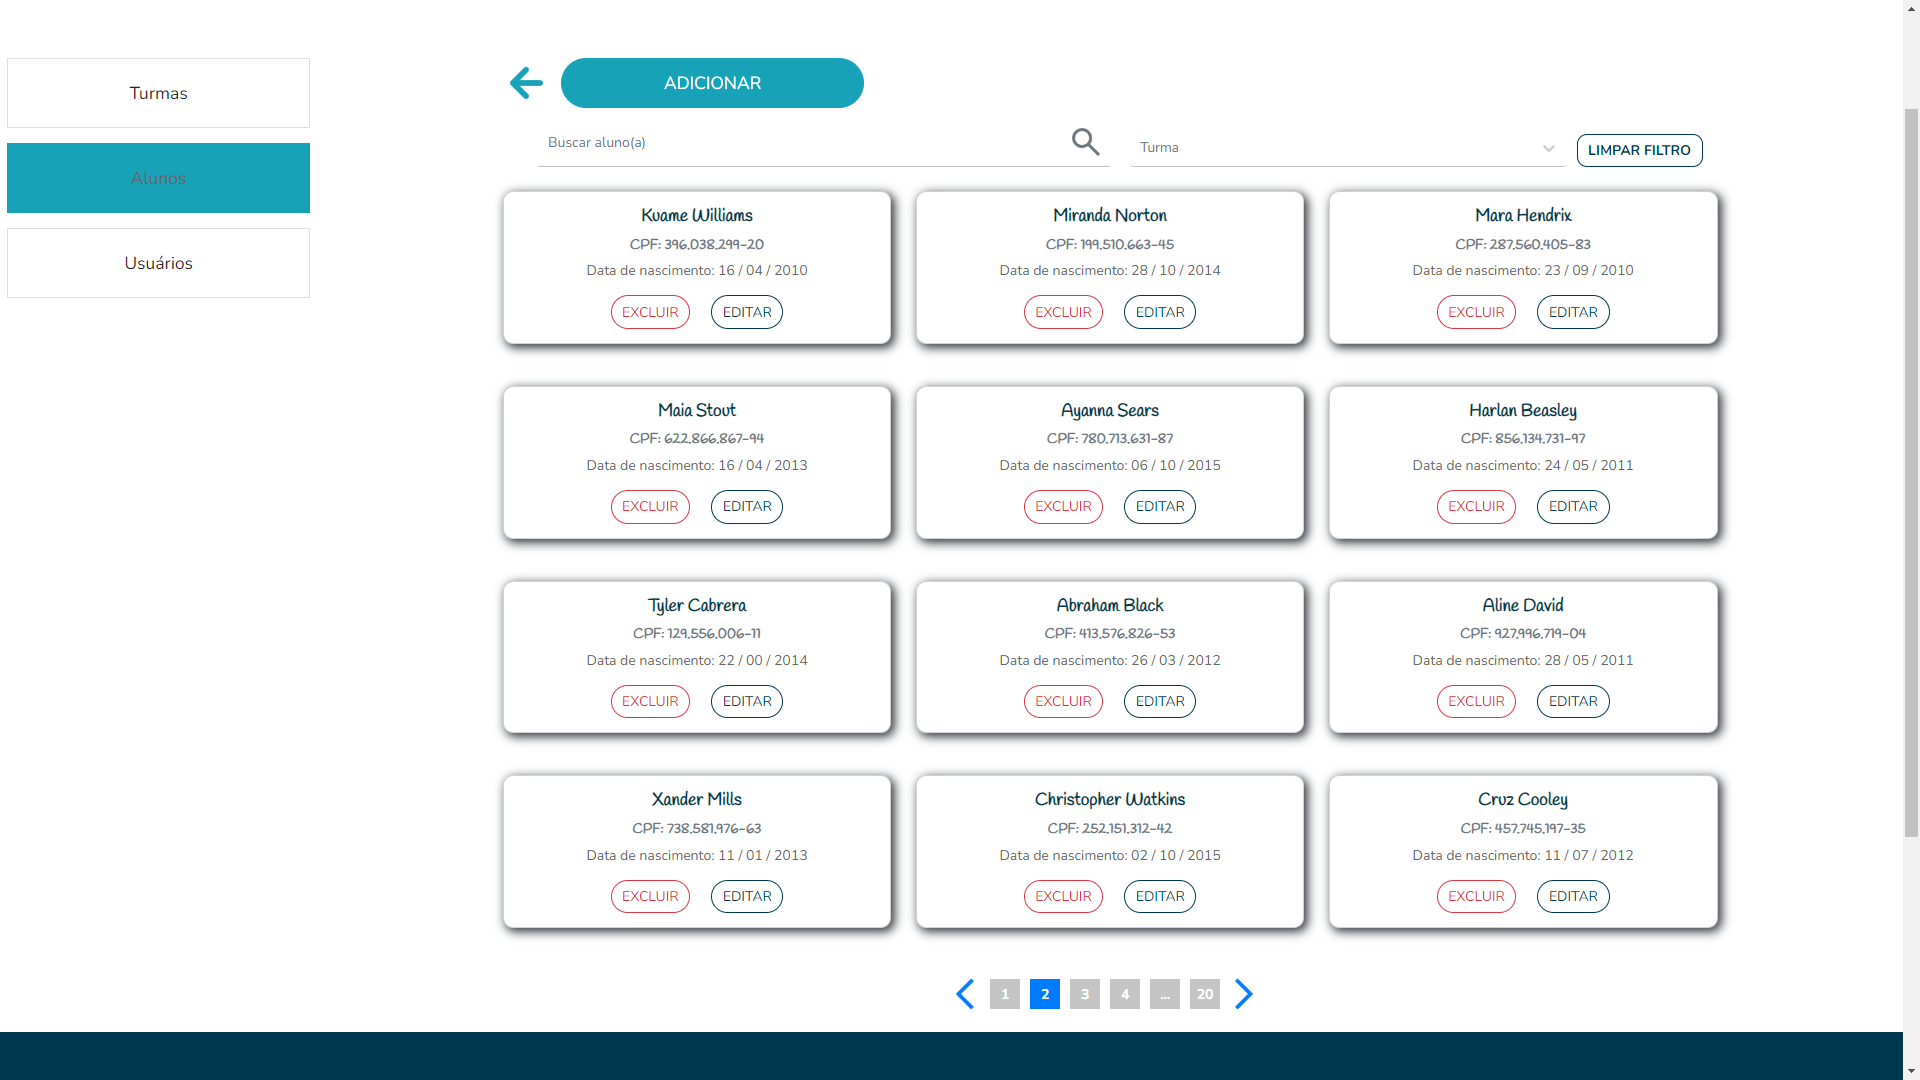 Turmas
Alunos
Usuários
ADICIONAR
Buscar aluno(a)
Turma
LIMPAR FILTRO
Kuame Williams
CPF: 396.038.299-20
Data de nascimento: 16 / 04 / 2010
EXCLUIR EDITAR
Miranda Norton
CPF: 199.510.663-45
Data de nascimento: 28 / 10 / 2014
EXCLUIR EDITAR
Mara Hendrix
CPF: 287.560.405-83
Data de nascimento: 23 / 09 / 2010
EXCLUIR EDITAR
Maia Stout
CPF: 622.866.867-94
Data de nascimento: 16 / 04 / 2013
EXCLUIR EDITAR
Ayanna Sears
CPF: 780.713.631-87
Data de nascimento: 06 / 10 / 2015
EXCLUIR EDITAR
Harlan Beasley
CPF: 856.134.731-97
Data de nascimento: 24 / 05 / 2011
EXCLUIR EDITAR
Tyler Cabrera
CPF: 129.556.006-11
Data de nascimento: 22 / 00 / 2014
EXCLUIR EDITAR
Abraham Black
CPF: 413.576.826-53
Data de nascimento: 26 / 03 / 2012
EXCLUIR EDITAR
Aline David
CPF: 927.996.719-04
Data de nascimento: 28 / 05 / 2011
EXCLUIR EDITAR
Xander Mills
CPF: 738.581.976-63
Data de nascimento: 11 / 01 / 2013
EXCLUIR EDITAR
Christopher Watkins
CPF: 252.151.312-42
Data de nascimento: 02 / 10 / 2015
EXCLUIR EDITAR
Cruz Cooley
CPF: 457.745.197-35
Data de nascimento: 11 / 07 / 2012
EXCLUIR EDITAR
1 2 3 4 ... 20